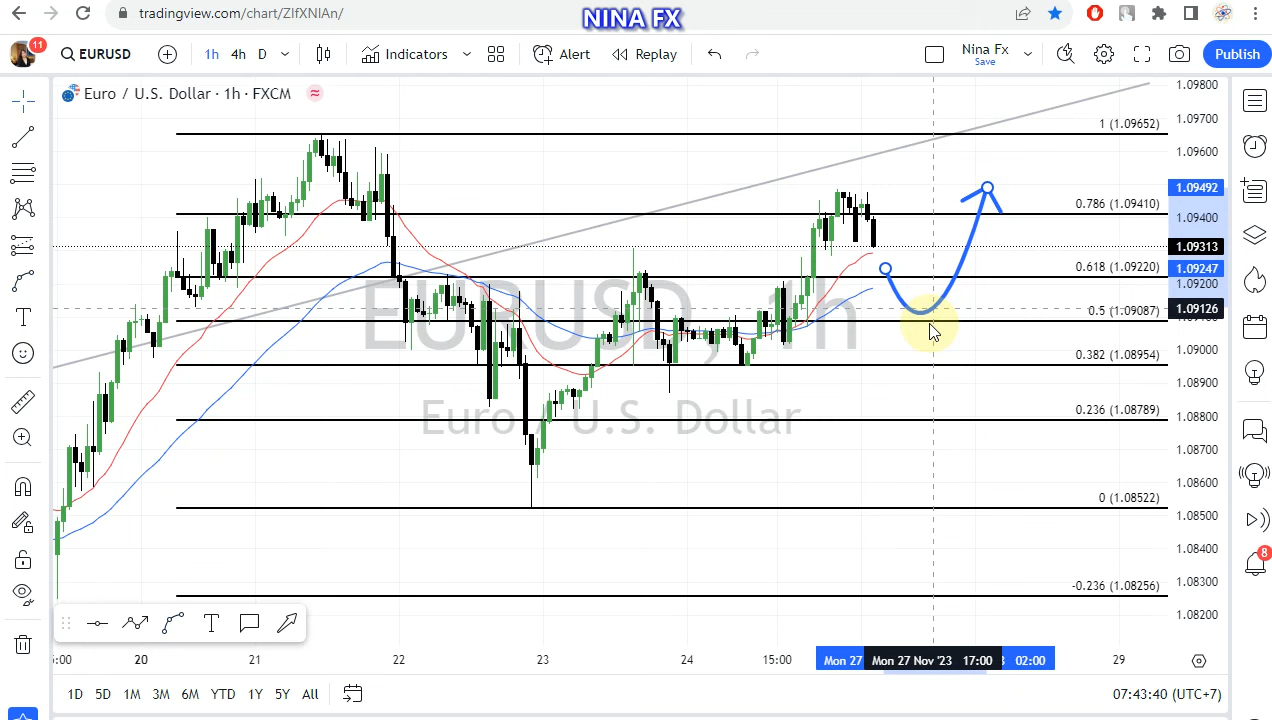 tradingview.com/chart/ZIfXNIAn/
NINA FX
11
EURUSD
1h 4h D
Indicators
Alert
Replay
Nina Fx
Save
Publish
Euro / U.S. Dollar · 1h · FXCM
EURUSD, 1h
Euro / U.S. Dollar
1 (1.09652)
0.786 (1.09410)
0.618 (1.09220)
0.5 (1.09087)
0.382 (1.08954)
0.236 (1.08789)
0 (1.08522)
-0.236 (1.08256)
1.09800
1.09700
1.09600
1.09492
1.09400
1.09313
1.09247
1.09200
1.09126
1.09000
1.08900
1.08800
1.08700
1.08600
1.08500
1.08400
1.08300
1.08200
8
20 21 22 23 24 15:00 Mon 27 Mon 27 Nov '23 17:00 02:00 29
1D 5D 1M 3M 6M YTD 1Y 5Y All
07:43:40 (UTC+7)